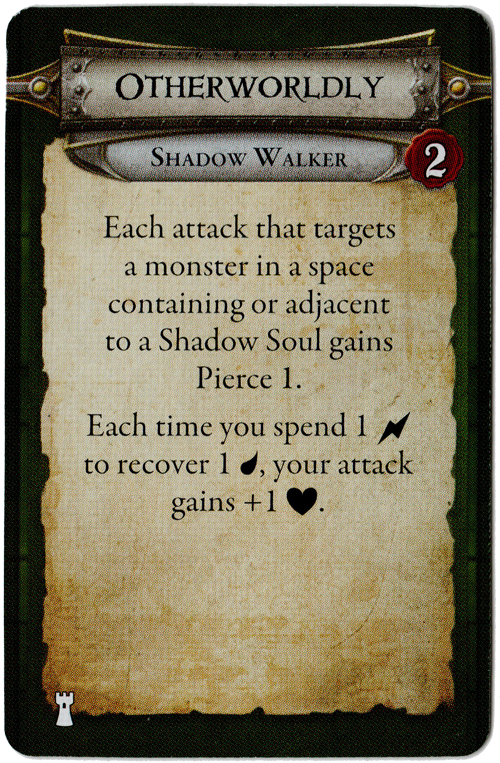 OTHERWORLDLY
SHADOW WALKER
2
Each attack that targets
a monster in a space
containing or adjacent
to a Shadow Soul gains
Pierce 1.
Each time you spend 1
to recover 1 , your attack
gains +1 .